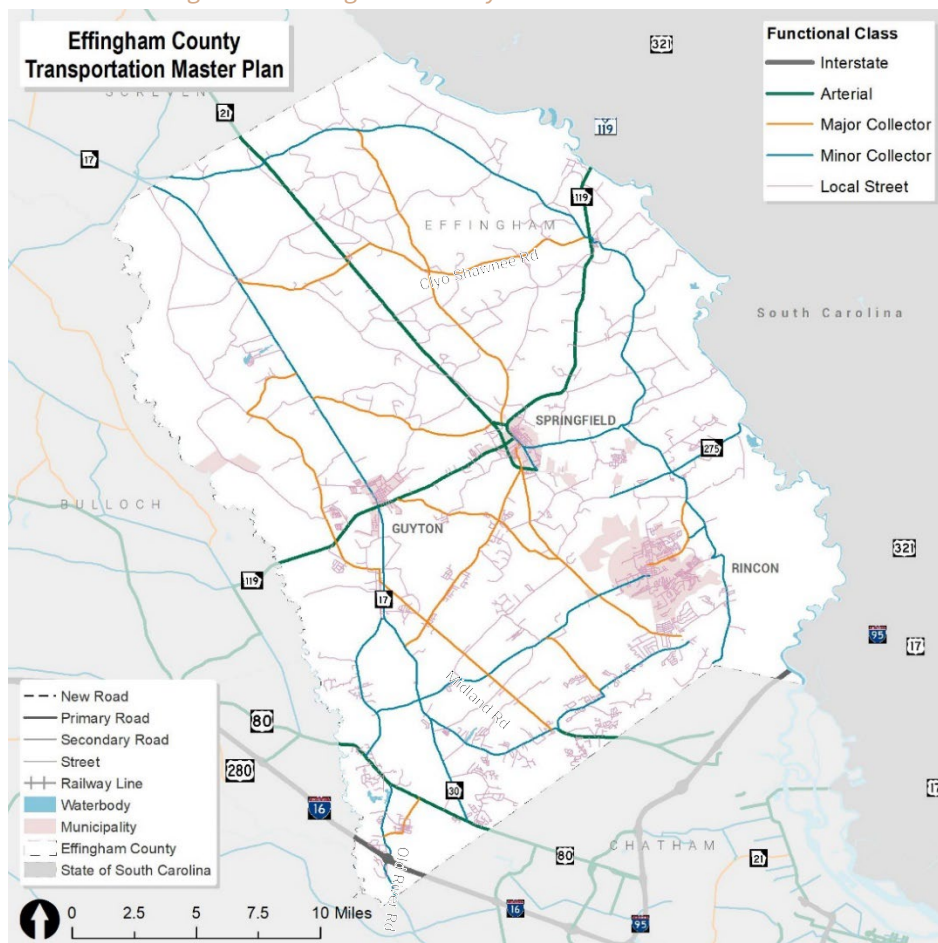 Effingham County
Transportation Master Plan
Functional Class
Interstate
Arterial
Major Collector
Minor Collector
Local Street
321
SCREVEN
21
119
17
119
EFFINGHAM
Clyo Shawnee Rd
South Carolina
SPRINGFIELD
275
BULLOCH
GUYTON
321
RINCON
119
17
95
17
Midland Rd
New Road
Primary Road
Secondary Road
Street
Railway Line
Waterbody
Municipality
Effingham County
State of South Carolina
80
280
16
30
80
CHATHAM
21
17
Old River Rd
16
95
0 2.5 5 7.5 10 Miles